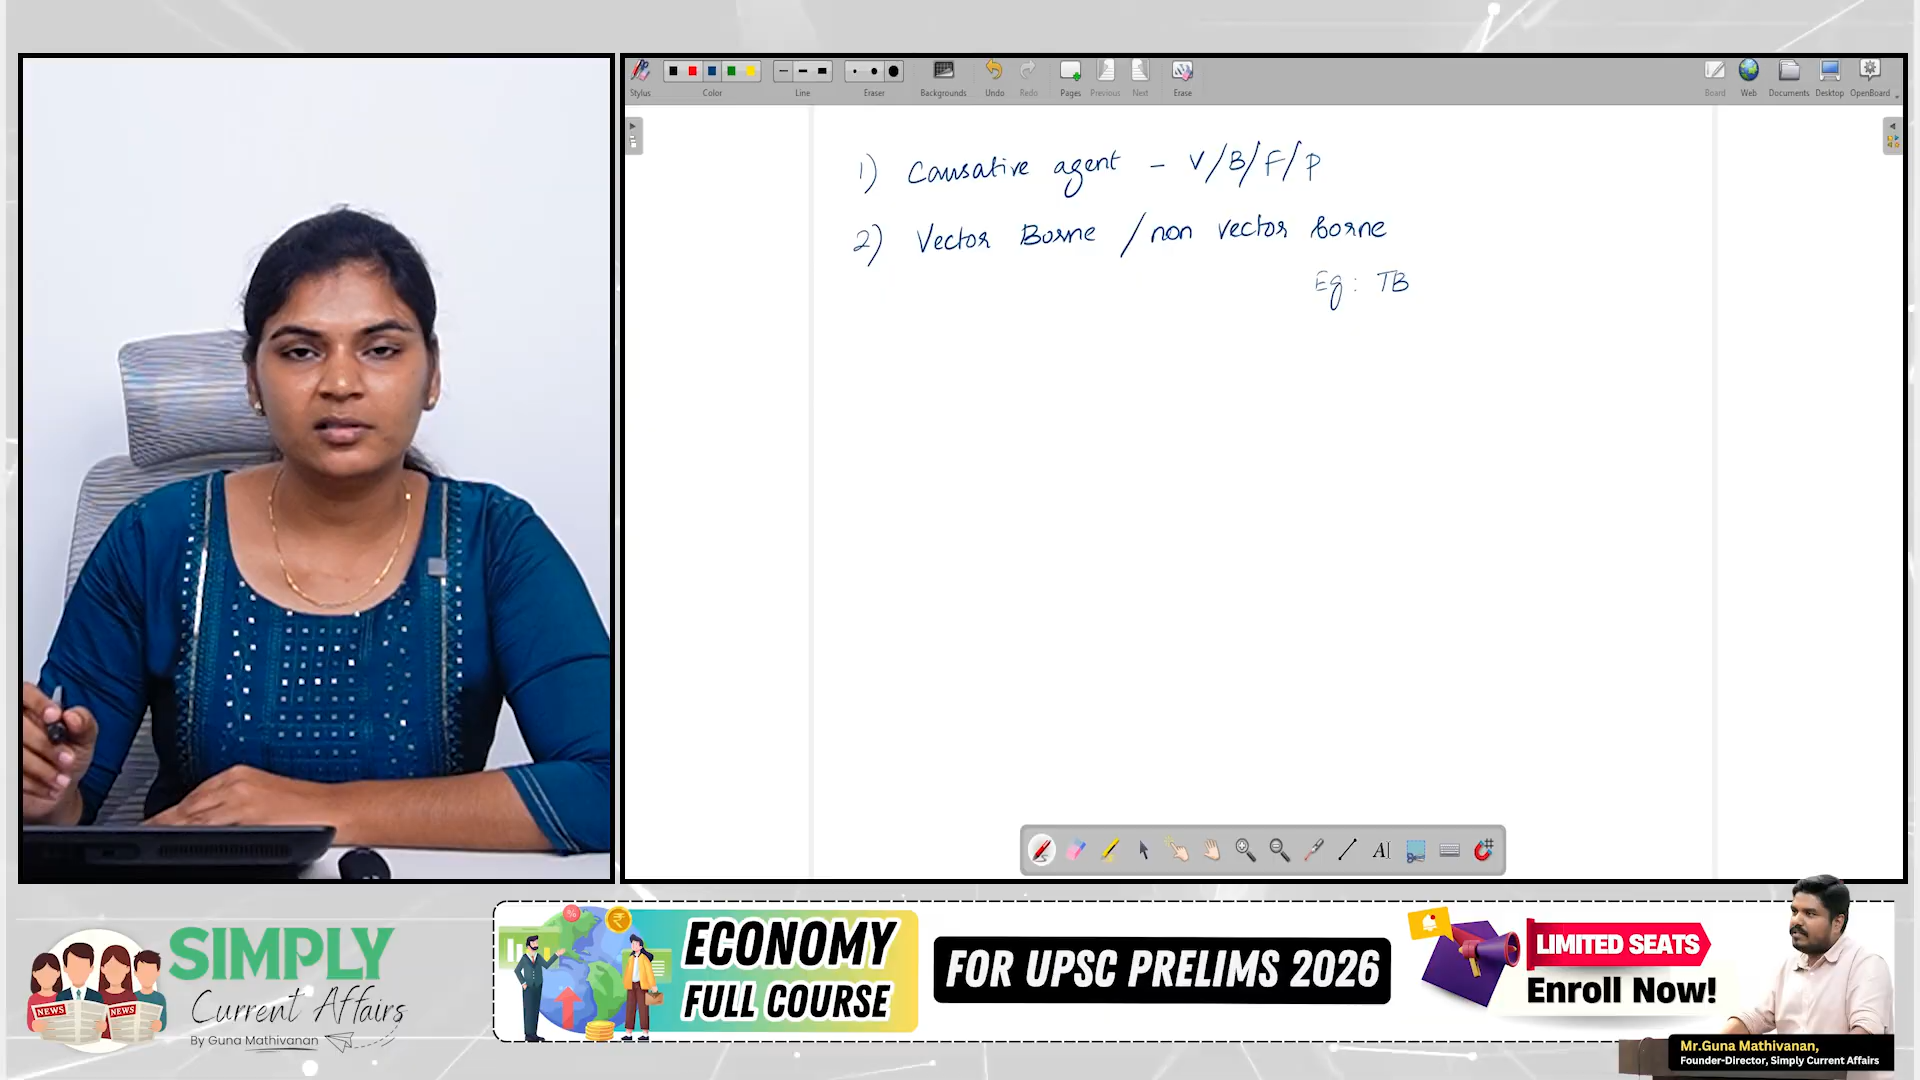 Stylus
Color
Line
Eraser
Backgrounds
Undo
Redo
Pages
Previous
Next
Erase
Board
Web
Documents
Desktop
OpenBoard
1) Causative agent - V/B/F/P
2) Vector Borne / non vector borne
Eg: TB
SIMPLY
Current Affairs
By Guna Mathivanan
NEWS
NEWS
ECONOMY
FULL COURSE
FOR UPSC PRELIMS 2026
LIMITED SEATS
Enroll Now!
Mr.Guna Mathivanan,
Founder-Director, Simply Current Affairs